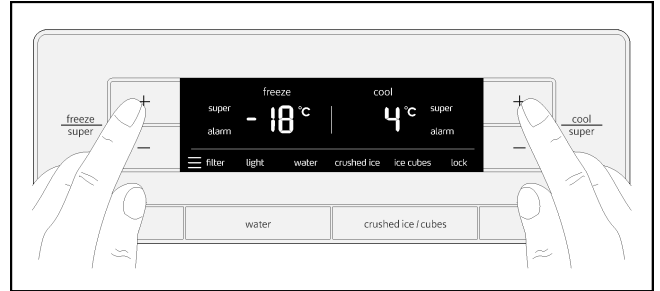 freeze cool
super -18 °C 4 °C super
alarm alarm
filter light water crushed ice ice cubes lock
+ +
freeze cool
super super
- -
water crushed ice / cubes